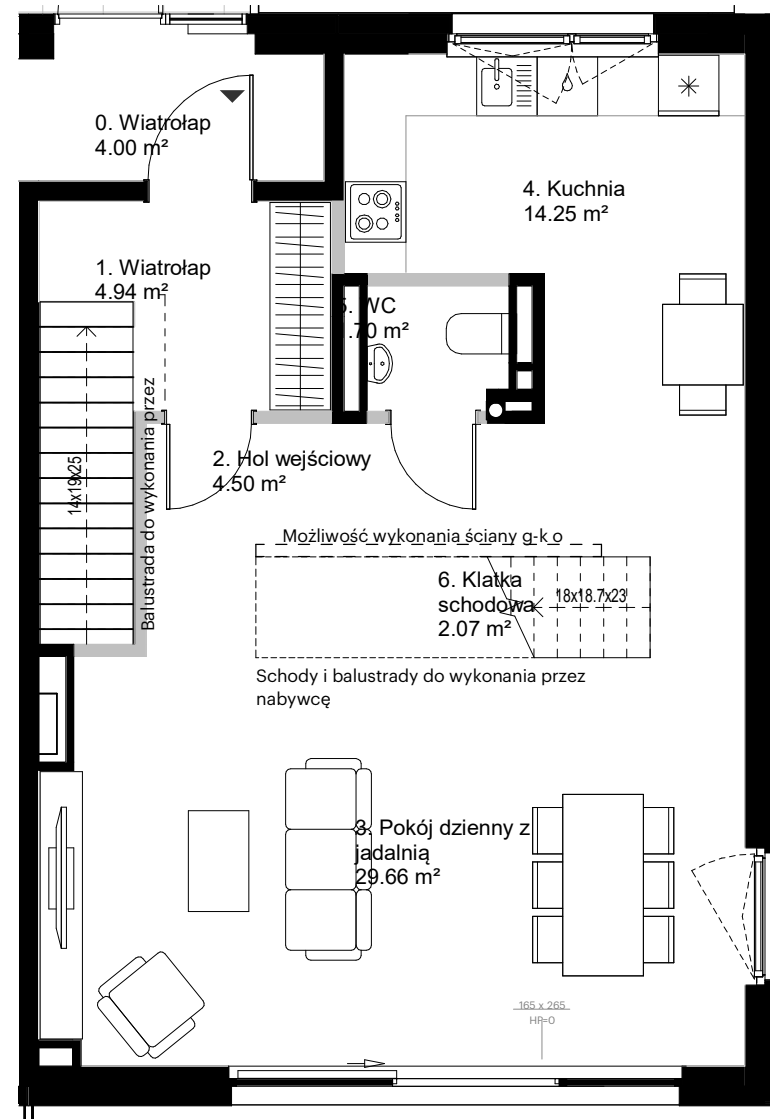 0. Wiatrołap
4.00 m²
4. Kuchnia
14.25 m²
1. Wiatrołap
4.94 m²
5. WC
.70 m²
Balustrada do wykonania przez
14x19x25
2. Hol wejściowy
4.50 m²
Możliwość wykonania ściany g-k o
6. Klatka
schodowa
2.07 m²
18x18.7x23
Schody i balustrady do wykonania przez
nabywcę
3. Pokój dzienny z
jadalnią
29.66 m²
165 x 265
HP=0